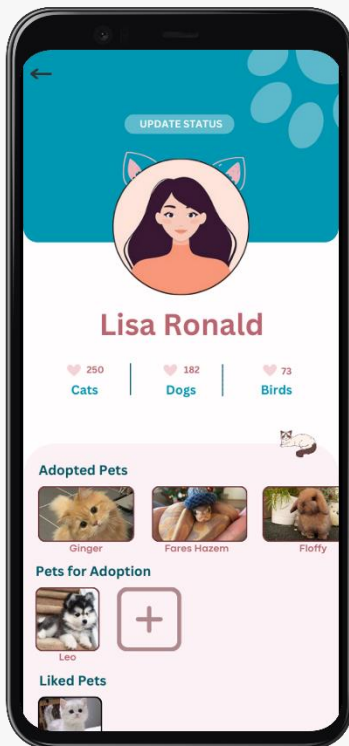 UPDATE STATUS
Lisa Ronald
250 182 73
Cats Dogs Birds
Adopted Pets
Ginger Fares Hazem Floffy
Pets for Adoption
Leo
Liked Pets